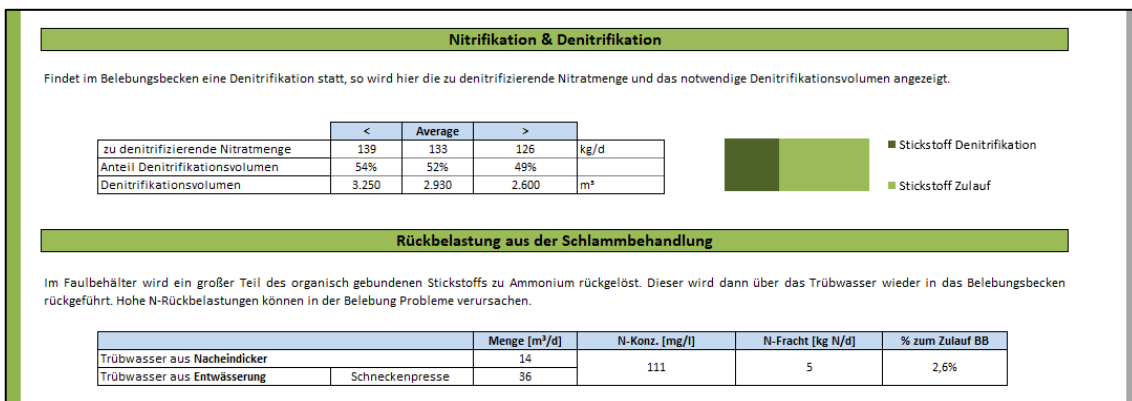 Nitrifikation & Denitrifikation
Findet im Belebungsbecken eine Denitrifikation statt, so wird hier die zu denitrifizierende Nitratmenge und das notwendige Denitrifikationsvolumen angezeigt.
< Average >
zu denitrifizierende Nitratmenge 139 133 126 kg/d
Anteil Denitrifikationsvolumen 54% 52% 49%
Denitrifikationsvolumen 3.250 2.930 2.600 m³
Stickstoff Denitrifikation
Stickstoff Zulauf
Rückbelastung aus der Schlammbehandlung
Im Faulbehälter wird ein großer Teil des organisch gebundenen Stickstoffs zu Ammonium rückgelöst. Dieser wird dann über das Trübwasser wieder in das Belebungsbecken
rückgeführt. Hohe N-Rückbelastungen können in der Belebung Probleme verursachen.
Menge [m³/d] N-Konz. [mg/l] N-Fracht [kg N/d] % zum Zulauf BB
Trübwasser aus Nacheindicker 14
111 5 2,6%
Trübwasser aus Entwässerung Schneckenpresse 36